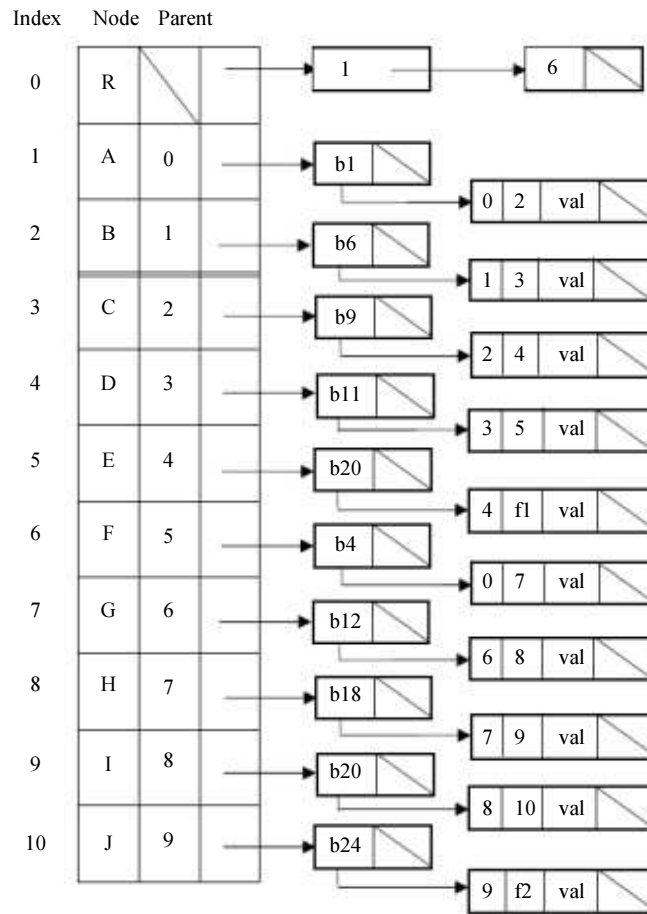 Index Node Parent
0 R 1 6
1 A 0 b1
0 2 val
2 B 1 b6
1 3 val
3 C 2 b9
2 4 val
4 D 3 b11
3 5 val
5 E 4 b20
4 f1 val
6 F 5 b4
0 7 val
7 G 6 b12
6 8 val
8 H 7 b18
7 9 val
9 I 8 b20
8 10 val
10 J 9 b24
9 f2 val